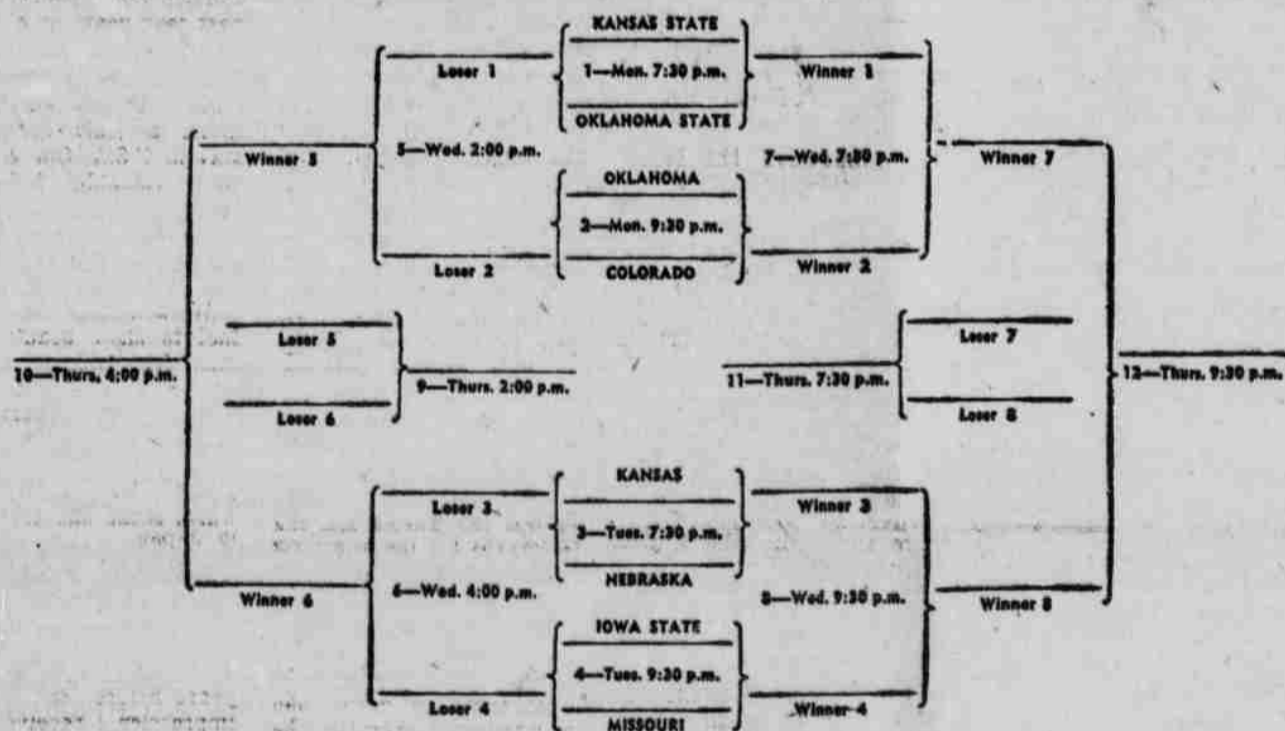 KANSAS STATE
Loser 1
1—Mon. 7:30 p.m.
Winner 1
OKLAHOMA STATE
Winner 5
5—Wed. 2:00 p.m.
7—Wed. 7:30 p.m.
Winner 7
OKLAHOMA
2—Mon. 9:30 p.m.
Loser 2
COLORADO
Winner 2
Loser 5
Loser 7
10—Thurs. 4:00 p.m.
9—Thurs. 2:00 p.m.
11—Thurs. 7:30 p.m.
12—Thurs. 9:30 p.m.
Loser 6
Loser 8
KANSAS
Loser 3
Winner 3
3—Tues. 7:30 p.m.
NEBRASKA
Winner 6
6—Wed. 4:00 p.m.
8—Wed. 9:30 p.m.
Winner 8
IOWA STATE
4—Tues. 9:30 p.m.
Loser 4
Winner 4
MISSOURI